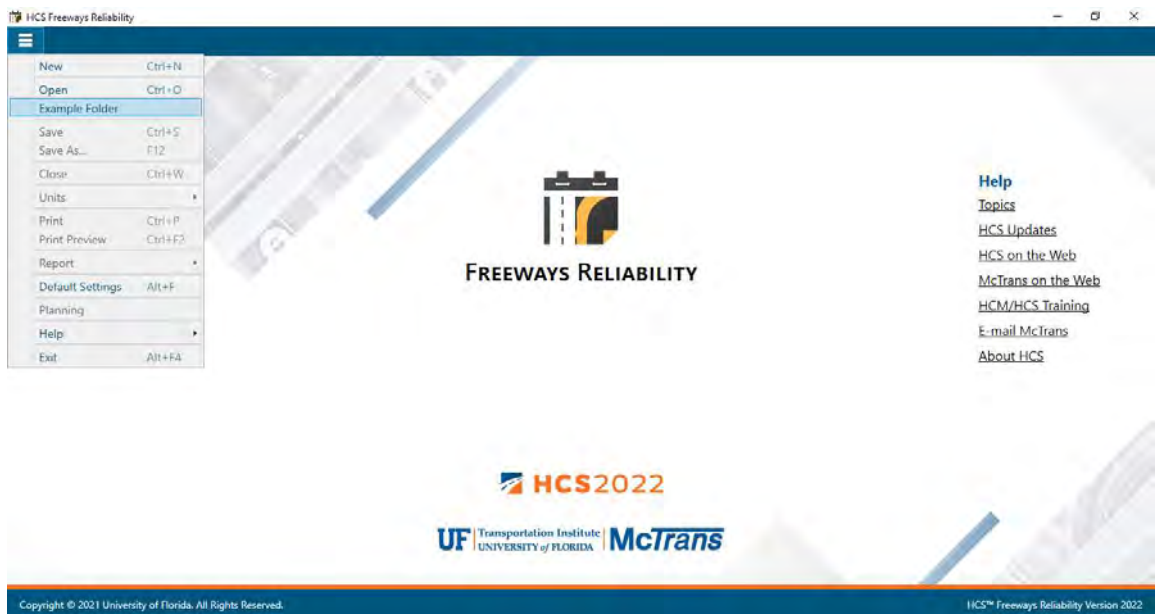 HCS Freeways Reliability
New Ctrl+N
Open Ctrl+O
Example Folder
Save Ctrl+S
Save As... F12
Close Ctrl+W
Units
Print Ctrl+P
Print Preview Ctrl+F2
Report
Default Settings Alt+F
Planning
Help
Exit Alt+F4
FREEWAYS RELIABILITY
Help
Topics
HCS Updates
HCS on the Web
McTrans on the Web
HCM/HCS Training
E-mail McTrans
About HCS
HCS2022
UF Transportation Institute McTrans
UNIVERSITY of FLORIDA
Copyright © 2021 University of Florida. All Rights Reserved.
HCS™ Freeways Reliability Version 2022